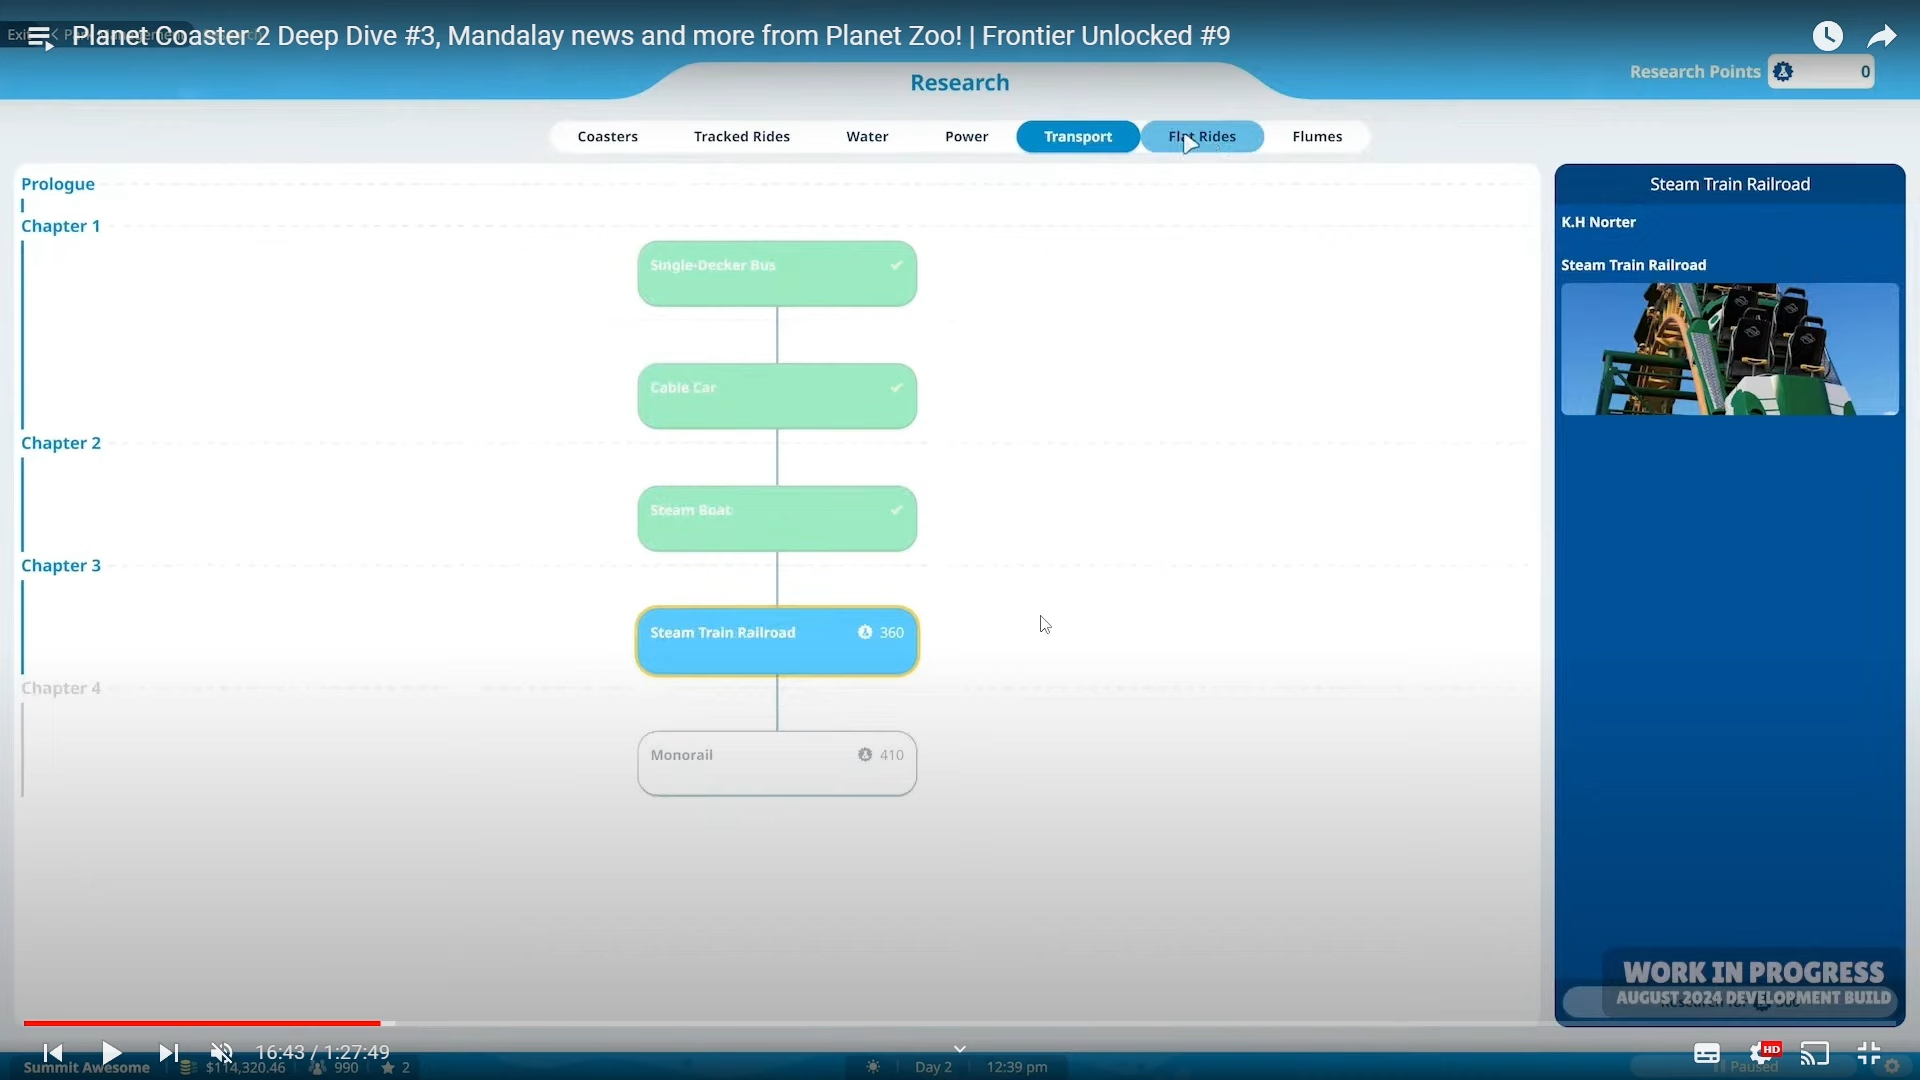 Planet Coaster 2 Deep Dive #3, Mandalay news and more from Planet Zoo! | Frontier Unlocked #9
Research
Research Points 0
Coasters Tracked Rides Water Power Transport Flat Rides Flumes
Prologue
Chapter 1
Single-Decker Bus
Cable Car
Chapter 2
Steam Boat
Chapter 3
Steam Train Railroad 360
Chapter 4
Monorail 410
Steam Train Railroad
K.H Norter
Steam Train Railroad
WORK IN PROGRESS
AUGUST 2024 DEVELOPMENT BUILD
16:43 / 1:27:49
HD
Summit Awesome $114,320.46 990 2 Day 2 12:39 pm Paused